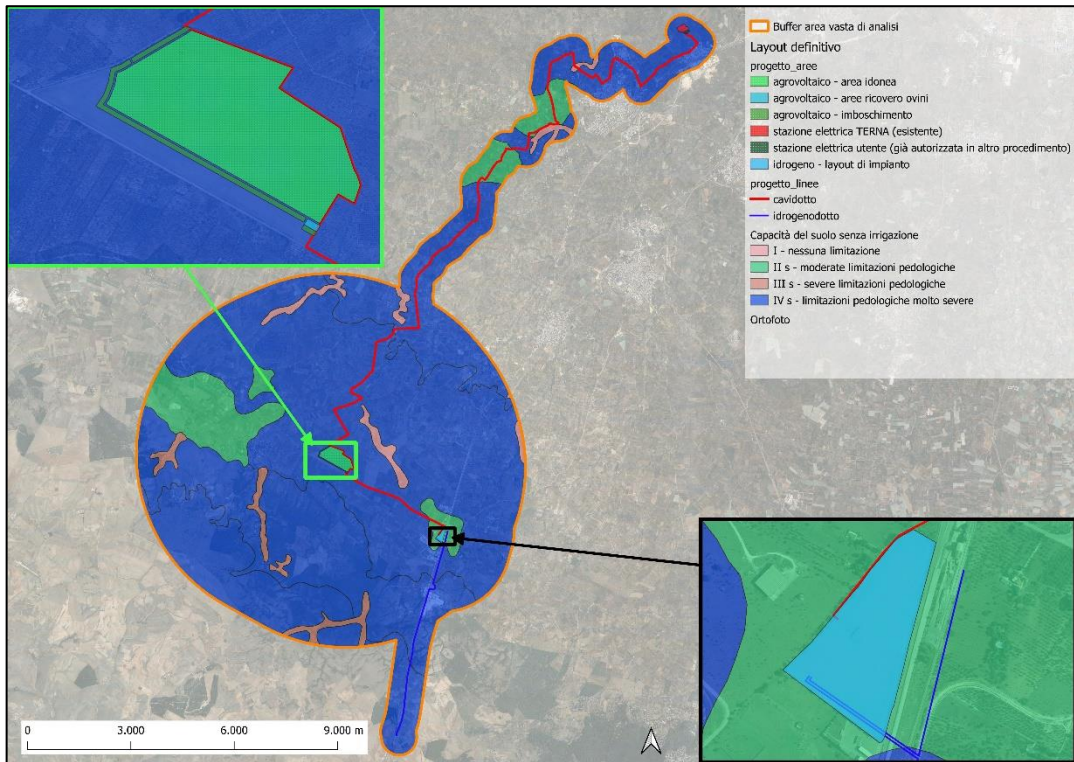 Buffer area vasta di analisi
Layout definitivo
progetto_aree
agrovoltaico - area idonea
agrovoltaico - aree ricovero ovini
agrovoltaico - imboschimento
stazione elettrica TERNA (esistente)
stazione elettrica utente (già autorizzata in altro procedimento)
idrogeno - layout di impianto
progetto_linee
cavidotto
idrogenodotto
Capacità del suolo senza irrigazione
I - nessuna limitazione
II s - moderate limitazioni pedologiche
III s - severe limitazioni pedologiche
IV s - limitazioni pedologiche molto severe
Ortofoto
0 3.000 6.000 9.000 m